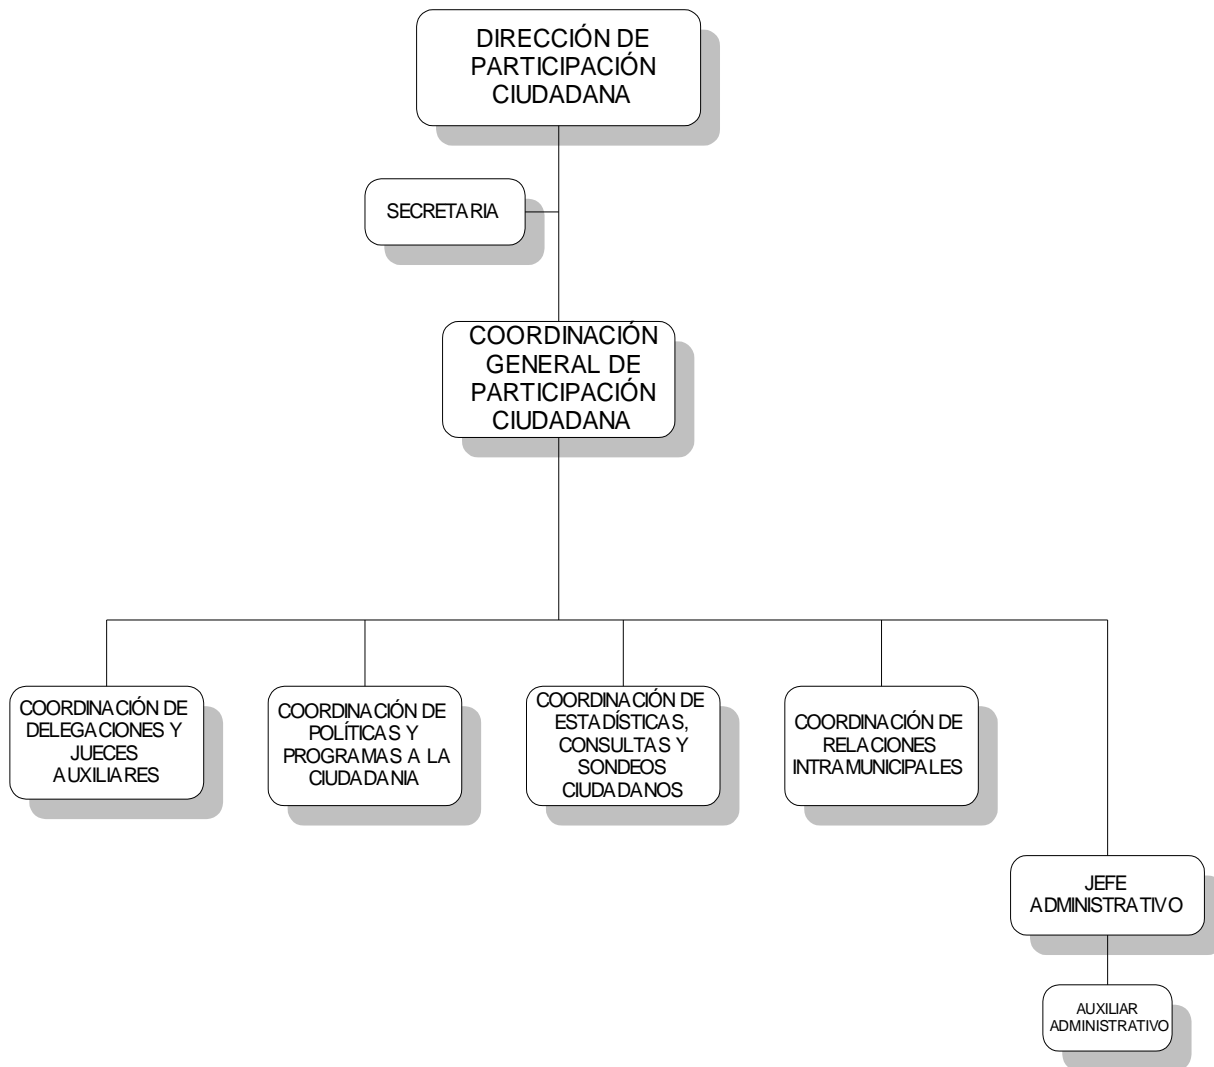 DIRECCIÓN DE
PARTICIPACIÓN
CIUDADANA
SECRETARIA
COORDINACIÓN
GENERAL DE
PARTICIPACIÓN
CIUDADANA
COORDINACIÓN DE
DELEGACIONES Y
JUECES
AUXILIARES
COORDINACIÓN DE
POLÍTICAS Y
PROGRAMAS A LA
CIUDADANIA
COORDINACIÓN DE
ESTADÍSTICAS,
CONSULTAS Y
SONDEOS
CIUDADANOS
COORDINACIÓN DE
RELACIONES
INTRAMUNICIPALES
JEFE
ADMINISTRATIVO
AUXILIAR
ADMINISTRATIVO